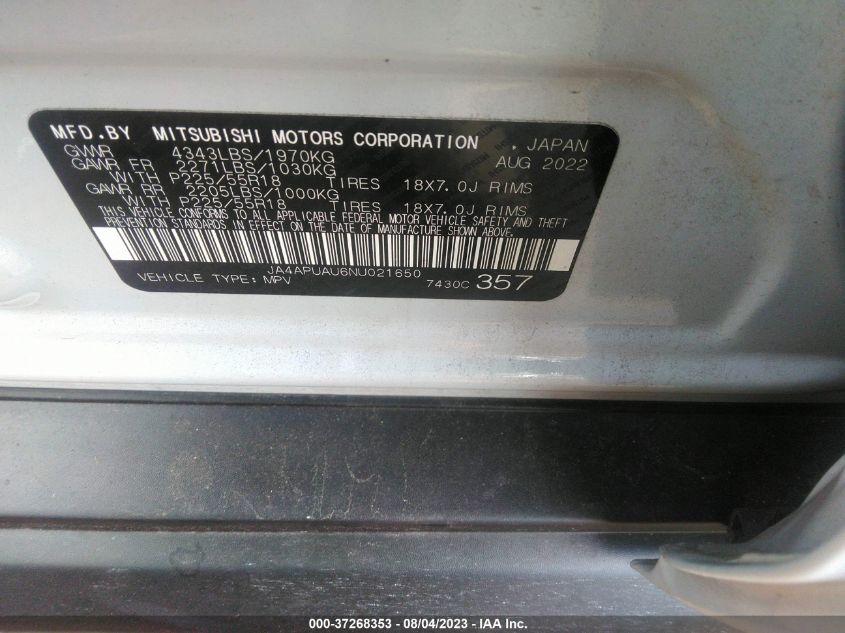 MFD.BY MITSUBISHI MOTORS CORPORATION , JAPAN
GVWR 4343LBS/1970KG AUG 2022
GAWR FR 2271LBS/1030KG
WITH P225/55R18 TIRES 18X7.0J RIMS
GAWR RR 2205LBS/1000KG
WITH P225/55R18 TIRES 18X7.0J RIMS
THIS VEHICLE CONFORMS TO ALL APPLICABLE FEDERAL MOTOR VEHICLE SAFETY AND THEFT
PREVENTION STANDARDS IN EFFECT ON THE DATE OF MANUFACTURE SHOWN ABOVE.
JA4APUAU6NU021650
VEHICLE TYPE: MPV 7430C 357
000-37268353 - 08/04/2023 - IAA Inc.